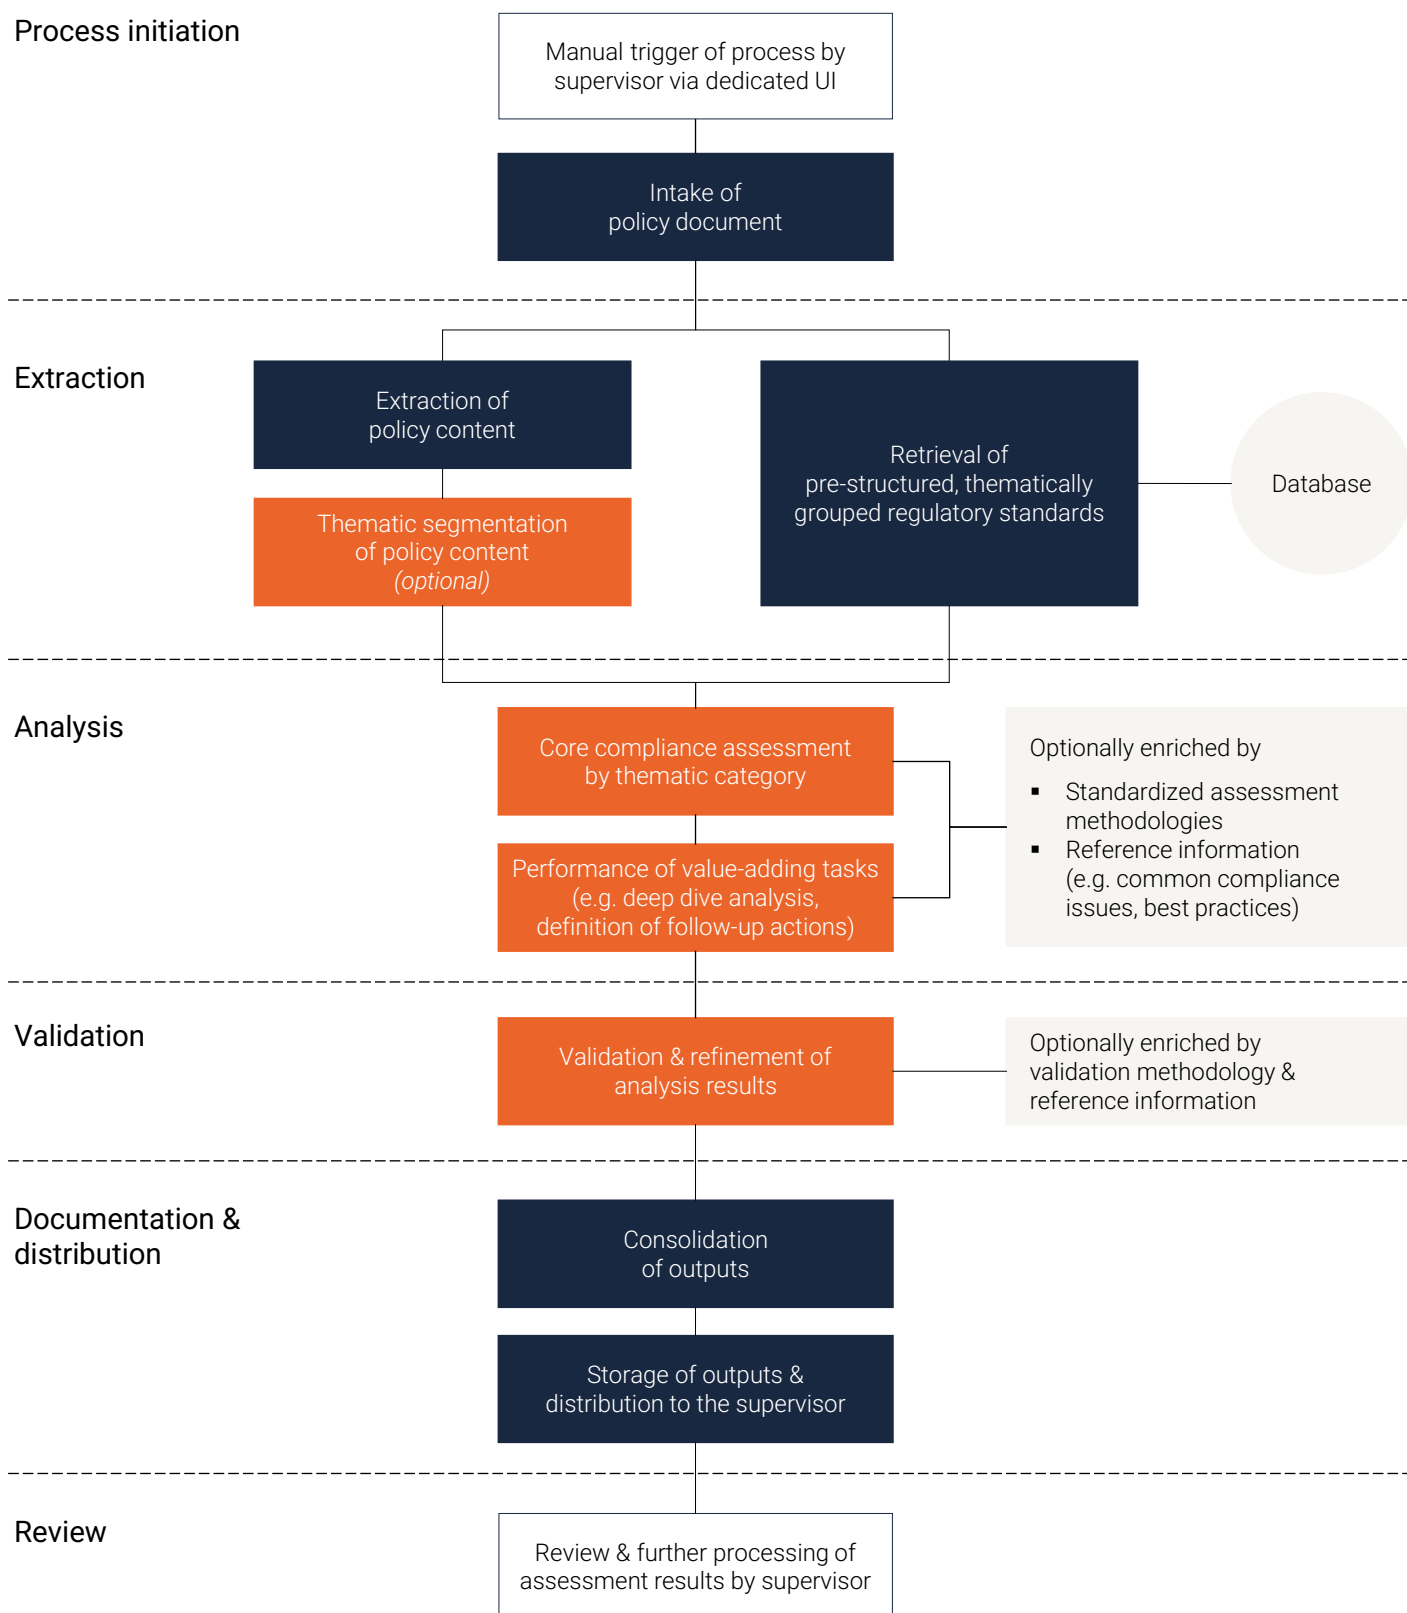 Process initiation
Manual trigger of process by
supervisor via dedicated UI
Intake of
policy document
Extraction
Extraction of
policy content
Thematic segmentation
of policy content
(optional)
Retrieval of
pre-structured, thematically
grouped regulatory standards
Database
Analysis
Core compliance assessment
by thematic category
Performance of value-adding tasks
(e.g. deep dive analysis,
definition of follow-up actions)
Optionally enriched by
▪ Standardized assessment
methodologies
▪ Reference information
(e.g. common compliance
issues, best practices)
Validation
Validation & refinement of
analysis results
Optionally enriched by
validation methodology &
reference information
Documentation &
distribution
Consolidation
of outputs
Storage of outputs &
distribution to the supervisor
Review
Review & further processing of
assessment results by supervisor